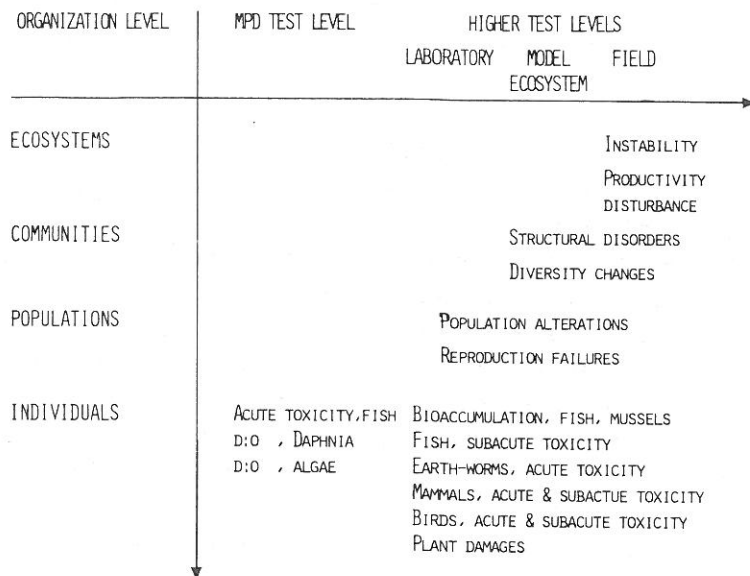 ORGANIZATION LEVEL MPD TEST LEVEL HIGHER TEST LEVELS
LABORATORY MODEL FIELD
ECOSYSTEM
ECOSYSTEMS INSTABILITY
PRODUCTIVITY
DISTURBANCE
COMMUNITIES STRUCTURAL DISORDERS
DIVERSITY CHANGES
POPULATIONS POPULATION ALTERATIONS
REPRODUCTION FAILURES
INDIVIDUALS ACUTE TOXICITY,FISH BIOACCUMULATION, FISH, MUSSELS
D:O , DAPHNIA FISH, SUBACUTE TOXICITY
D:O , ALGAE EARTH-WORMS, ACUTE TOXICITY
MAMMALS, ACUTE & SUBACTUE TOXICITY
BIRDS, ACUTE & SUBACUTE TOXICITY
PLANT DAMAGES